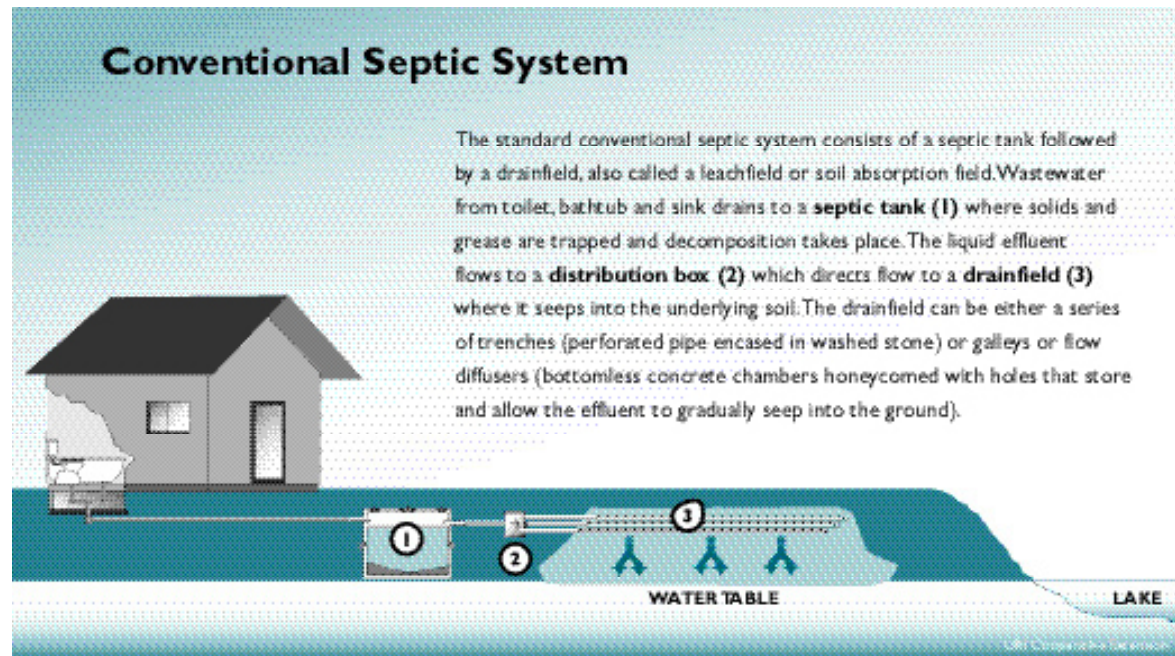 Conventional Septic System
The standard conventional septic system consists of a septic tank followed
by a drainfield, also called a leachfield or soil absorption field. Wastewater
from toilet, bathtub and sink drains to a septic tank (1) where solids and
grease are trapped and decomposition takes place. The liquid effluent
flows to a distribution box (2) which directs flow to a drainfield (3)
where it seeps into the underlying soil. The drainfield can be either a series
of trenches (perforated pipe encased in washed stone) or galleys or flow
diffusers (bottomless concrete chambers honeycomed with holes that store
and allow the effluent to gradually seep into the ground).
1
2
3
WATER TABLE
LAKE
URI Cooperative Extension